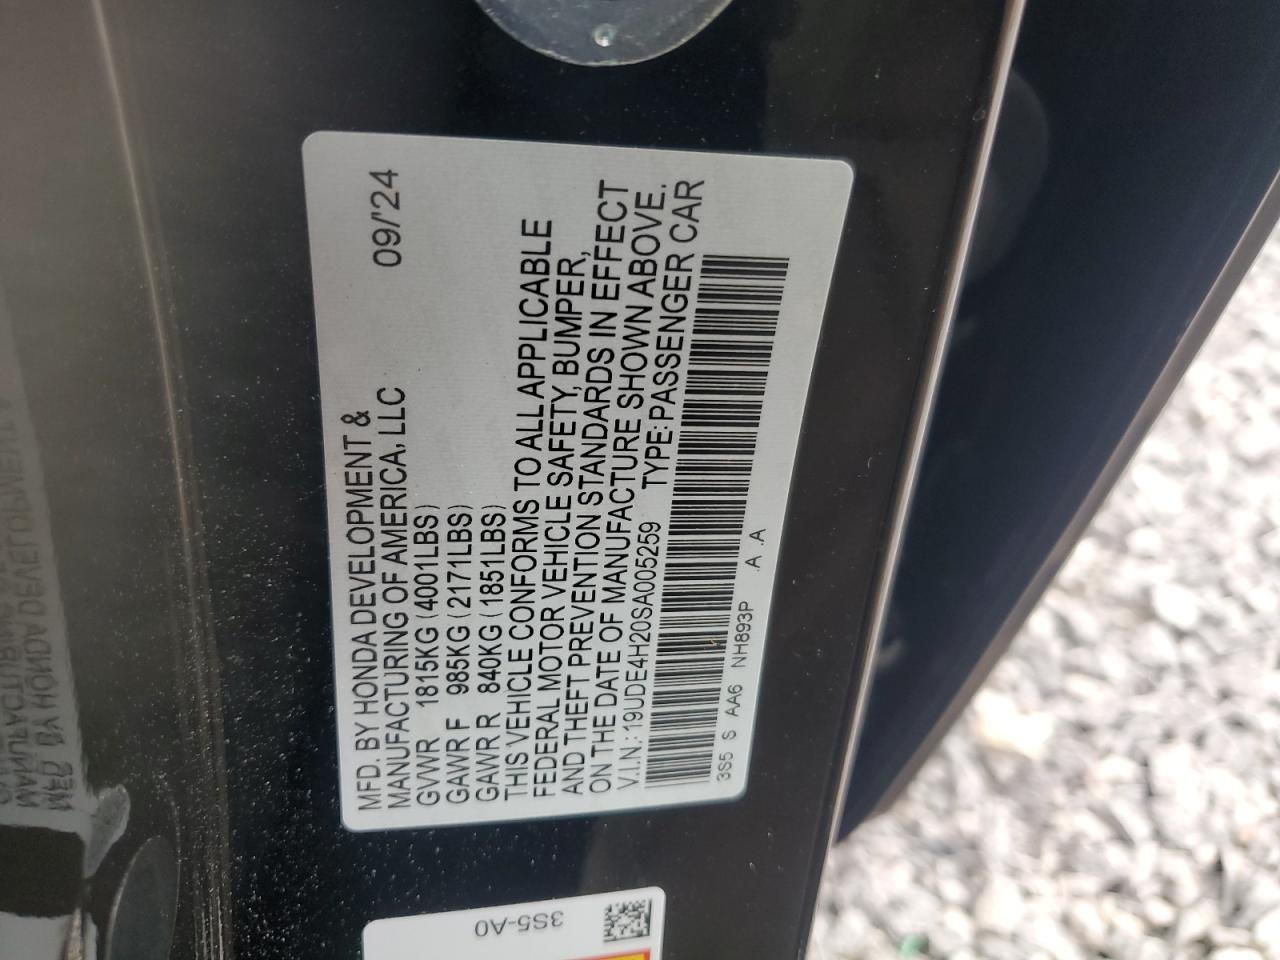 MFD. BY HONDA DEVELOPMENT &
MANUFACTURING OF AMERICA, LLC 09/'24
GVWR 1815KG (4001LBS)
GAWR F 985KG (2171LBS)
GAWR R 840KG (1851LBS)
THIS VEHICLE CONFORMS TO ALL APPLICABLE
FEDERAL MOTOR VEHICLE SAFETY, BUMPER,
AND THEFT PREVENTION STANDARDS IN EFFECT
ON THE DATE OF MANUFACTURE SHOWN ABOVE.
V.I.N.: 19UDE4H20SA005259 TYPE: PASSENGER CAR
3S5 S AA6 NH893P .A .A
3S5-A0